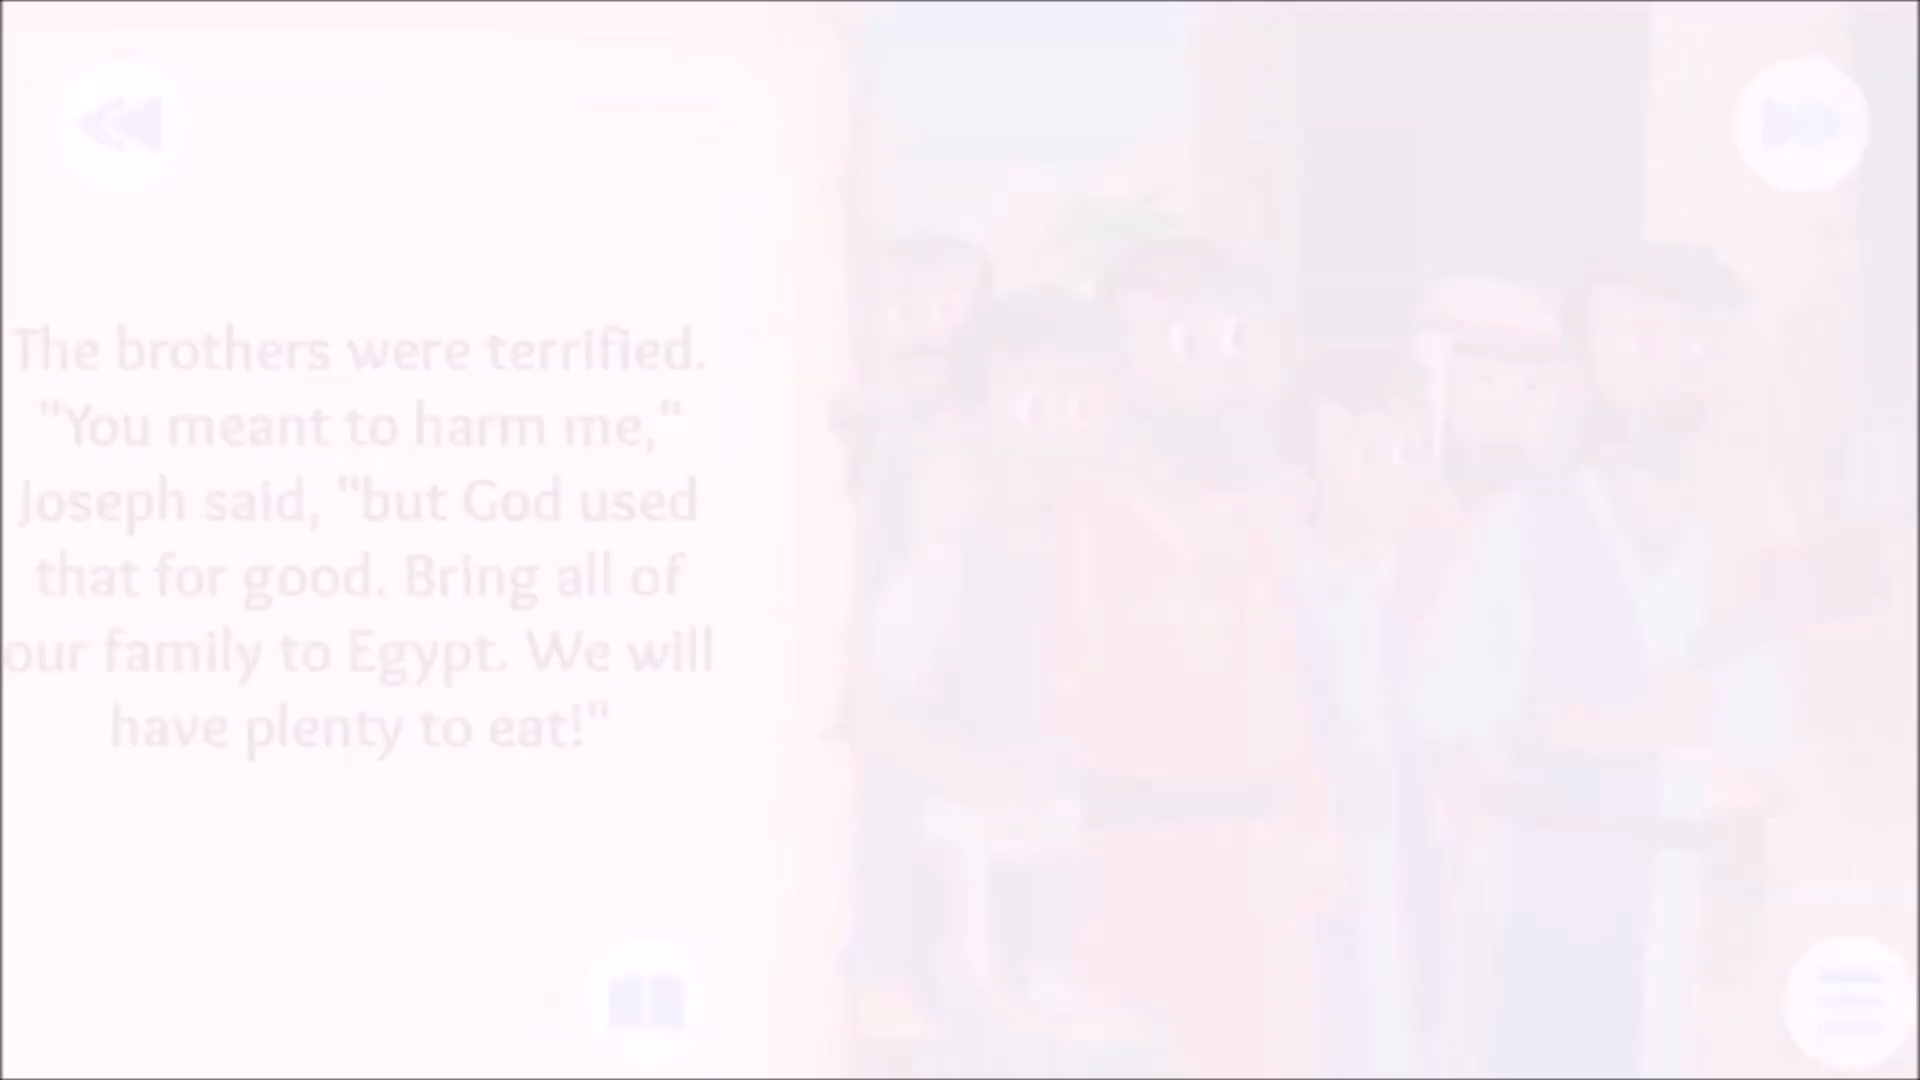 The brothers were terrified.
"You meant to harm me,"
Joseph said, "but God used
that for good. Bring all of
our family to Egypt. We will
have plenty to eat!"